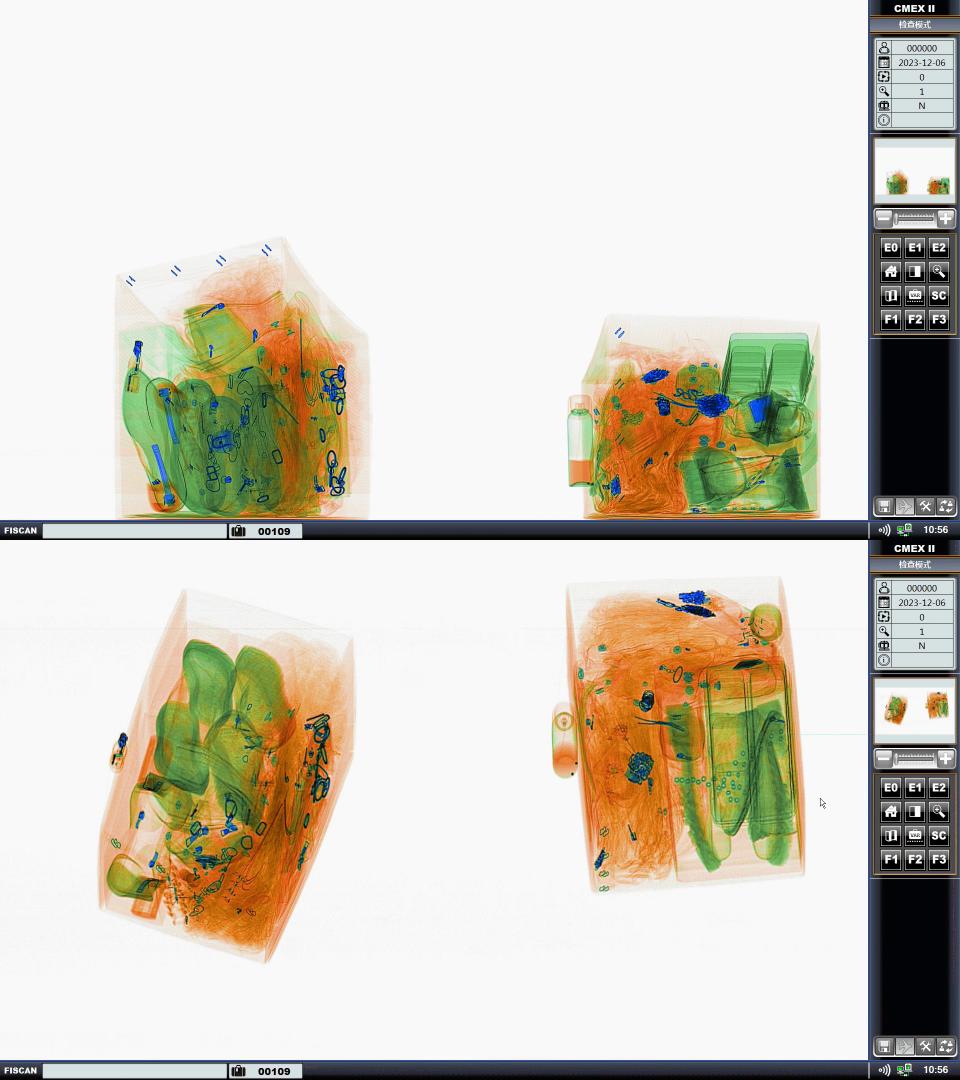 CMEX II
检查模式
000000
2023-12-06
0
1
N
E0 E1 E2
VAR SC
F1 F2 F3
FISCAN 00109 10:56
CMEX II
检查模式
000000
2023-12-06
0
1
N
E0 E1 E2
VAR SC
F1 F2 F3
FISCAN 00109 10:56